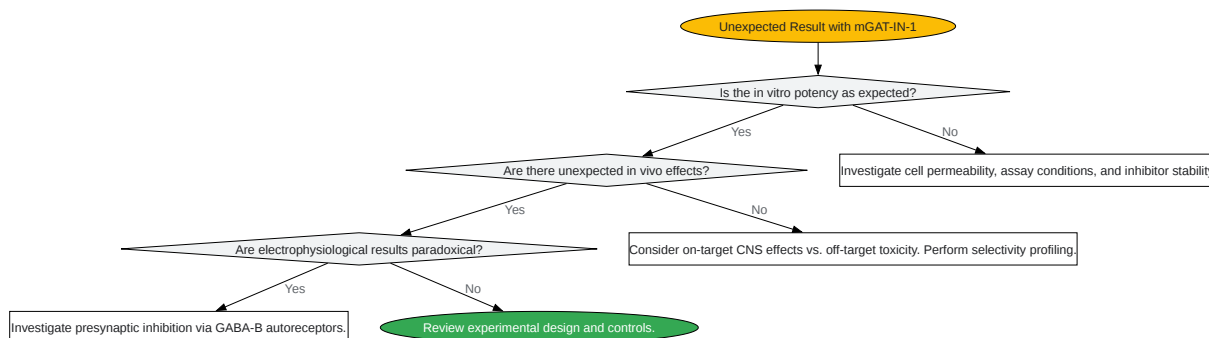 Unexpected Result with mGAT-IN-1
Is the in vitro potency as expected?
Yes
No
Are there unexpected in vivo effects?
Investigate cell permeability, assay conditions, and inhibitor stability.
Yes
No
Are electrophysiological results paradoxical?
Consider on-target CNS effects vs. off-target toxicity. Perform selectivity profiling.
Yes
No
Investigate presynaptic inhibition via GABA-B autoreceptors.
Review experimental design and controls.